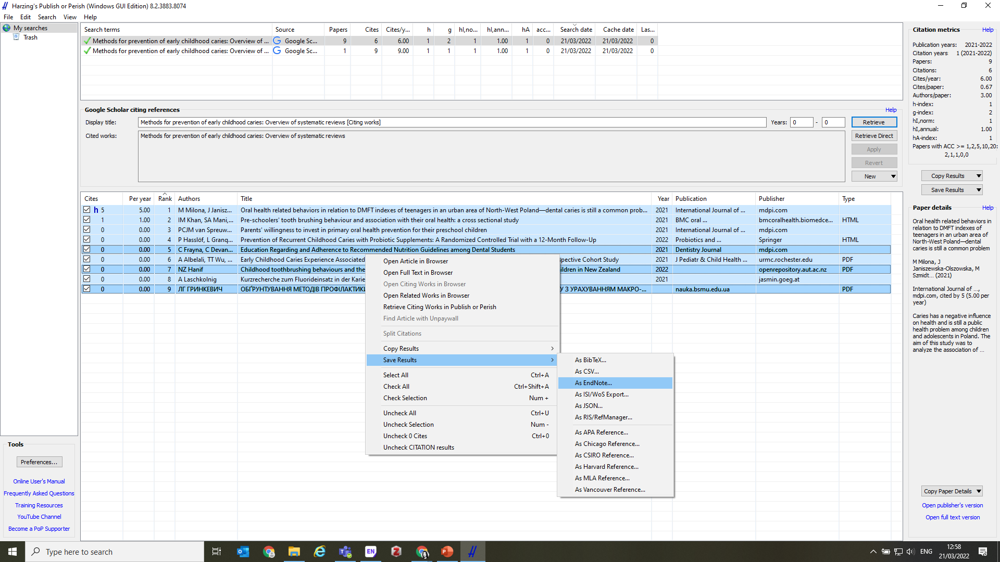 Harzing's Publish or Perish (Windows GUI Edition) 8.2.3883.8074
File Edit Search View Help
My searches
Trash
Search terms Source Papers Cites Cites/y... h g hI,no... hI,ann... hA acc... Search date Cache date Las...
Methods for prevention of early childhood caries: Overview of ... Google Sc... 9 6 6.00 1 2 1 1.00 1 0 21/03/2022 21/03/2022 0
Methods for prevention of early childhood caries: Overview of ... Google Sc... 1 9 9.00 1 1 1 1.00 1 0 21/03/2022 21/03/2022 0
Google Scholar citing references Help
Display title: Methods for prevention of early childhood caries: Overview of systematic reviews [Citing works] Years: 0 - 0 Retrieve
Cited works: Methods for prevention of early childhood caries: Overview of systematic reviews Retrieve Direct
Apply
Revert
New
Cites Per year Rank Authors Title Year Publication Publisher Type
h 5 5.00 1 M Milona, J Janisz... Oral health related behaviors in relation to DMFT indexes of teenagers in an urban area of North-West Poland—dental caries is still a common prob... 2021 International Journal of ... mdpi.com
1 1.00 2 IM Khan, SA Mani,... Pre-schoolers' tooth brushing behaviour and association with their oral health: a cross sectional study 2021 BMC oral ... bmcoralhealth.biomedce... HTML
0 0.00 3 PCJM van Spreuw... Parents' willingness to invest in primary oral health prevention for their preschool children 2021 International Journal of ... mdpi.com
0 0.00 4 P Hasslöf, L Granq... Prevention of Recurrent Childhood Caries with Probiotic Supplements: A Randomized Controlled Trial with a 12-Month Follow-Up 2022 Probiotics and ... Springer HTML
0 0.00 5 C Frayna, C Devan... Education Regarding and Adherence to Recommended Nutrition Guidelines among Dental Students 2021 Dentistry Journal mdpi.com
0 0.00 6 A Albelali, TT Wu, ... Early Childhood Caries Experience Associated spective Cohort Study 2021 J Pediatr & Child Health ... urmc.rochester.edu PDF
0 0.00 7 NZ Hanif Childhood toothbrushing behaviours and the ildren in New Zealand 2022 openrepository.aut.ac.nz PDF
0 0.00 8 A Laschkolnig Kurzrecherche zum Fluorideinsatz in der Karie 2021 jasmin.goeg.at
0 0.00 9 ЛГ ГРИНКЕВИЧ ОБҐРУНТУВАННЯ МЕТОДІВ ПРОФІЛАКТИКИ У З УРАХУВАННЯМ МАКРО-... nauka.bsmu.edu.ua PDF
Open Article in Browser
Open Full Text in Browser
Open Citing Works in Browser
Open Related Works in Browser
Retrieve Citing Works in Publish or Perish
Find Article with Unpaywall
Split Citations
Copy Results
Save Results
Select All Ctrl+A
Check All Ctrl+Shift+A
Check Selection Num +
Uncheck All Ctrl+U
Uncheck Selection Num -
Uncheck 0 Cites Ctrl+0
Uncheck CITATION results
As BibTeX...
As CSV...
As EndNote...
As ISI/WoS Export...
As JSON...
As RIS/RefManager...
As APA Reference...
As Chicago Reference...
As CSIRO Reference...
As Harvard Reference...
As MLA Reference...
As Vancouver Reference...
Citation metrics Help
Publication years: 2021-2022
Citation years 1 (2021-2022)
Papers: 9
Citations: 6
Cites/year: 6.00
Cites/paper: 0.67
Authors/paper: 3.00
h-index: 1
g-index: 2
hI,norm: 1
hI,annual: 1.00
hA-index: 1
Papers with ACC >= 1,2,5,10,20:
2,1,1,0,0
Copy Results
Save Results
Paper details Help
Oral health related behaviors in
relation to DMFT indexes of
teenagers in an urban area of
North-West Poland—dental
caries is still a common problem
M Milona, J
Janiszewska-Olszowska, M
Szmidt... (2021)
International Journal of ...,
mdpi.com, cited by 5 (5.00 per
year)
Caries has a negative influence
on health and is still a public
health problem among children
and adolescents in Poland. The
aim of this study was to
analyze the association of ...
Copy Paper Details
Open publisher's version
Open full text version
Tools
Preferences...
Online User's Manual
Frequently Asked Questions
Training Resources
YouTube Channel
Become a PoP Supporter
Type here to search
EN
ENG
12:58
21/03/2022